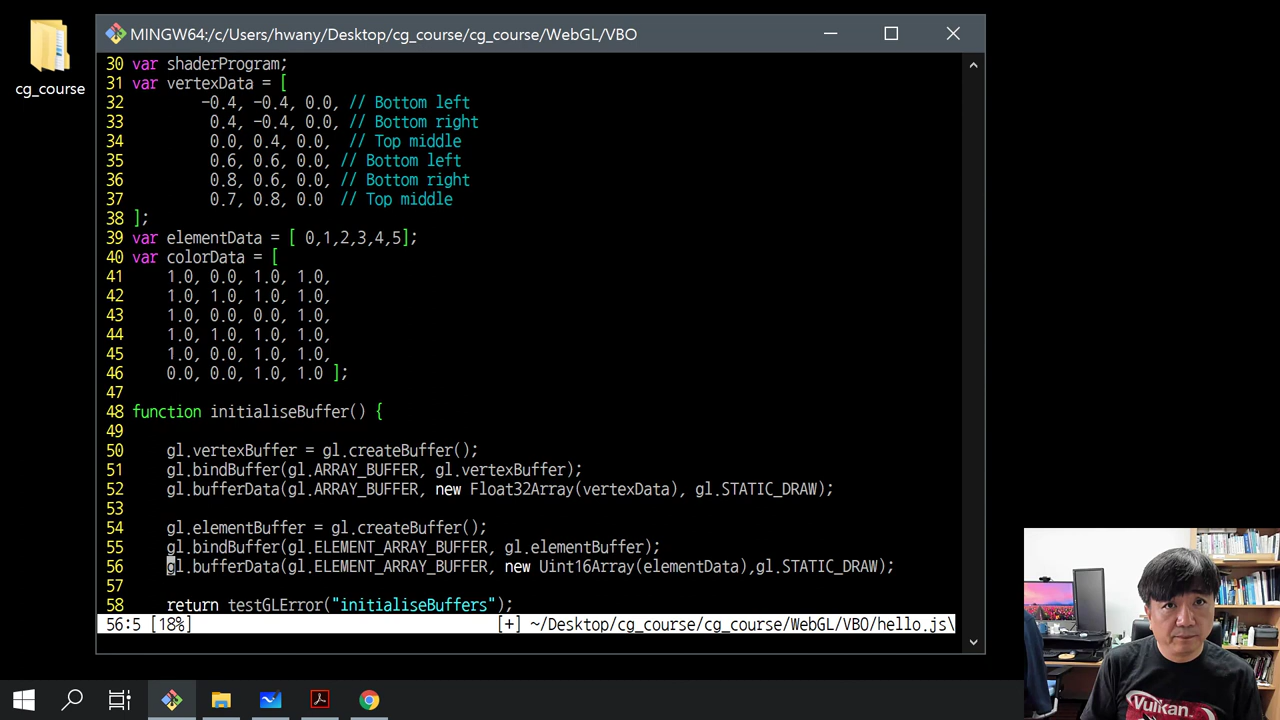 cg_course
MINGW64:/c/Users/hwany/Desktop/cg_course/cg_course/WebGL/VBO
30 var shaderProgram;
31 var vertexData = [
32         -0.4, -0.4, 0.0, // Bottom left
33          0.4, -0.4, 0.0, // Bottom right
34          0.0, 0.4, 0.0,  // Top middle
35          0.6, 0.6, 0.0, // Bottom left
36          0.8, 0.6, 0.0, // Bottom right
37          0.7, 0.8, 0.0  // Top middle
38 ];
39 var elementData = [ 0,1,2,3,4,5];
40 var colorData = [
41     1.0, 0.0, 1.0, 1.0,
42     1.0, 1.0, 1.0, 1.0,
43     1.0, 0.0, 0.0, 1.0,
44     1.0, 1.0, 1.0, 1.0,
45     1.0, 0.0, 1.0, 1.0,
46     0.0, 0.0, 1.0, 1.0 ];
47
48 function initialiseBuffer() {
49
50     gl.vertexBuffer = gl.createBuffer();
51     gl.bindBuffer(gl.ARRAY_BUFFER, gl.vertexBuffer);
52     gl.bufferData(gl.ARRAY_BUFFER, new Float32Array(vertexData), gl.STATIC_DRAW);
53
54     gl.elementBuffer = gl.createBuffer();
55     gl.bindBuffer(gl.ELEMENT_ARRAY_BUFFER, gl.elementBuffer);
56     gl.bufferData(gl.ELEMENT_ARRAY_BUFFER, new Uint16Array(elementData),gl.STATIC_DRAW);
57
58     return testGLError("initialiseBuffers");
56:5 [18%] [+] ~/Desktop/cg_course/cg_course/WebGL/VBO/hello.js\
Vulkan.